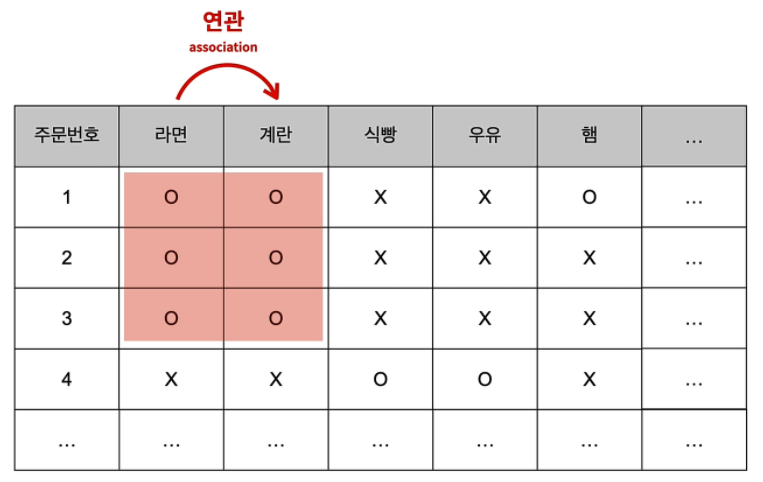 연관
association
주문번호 라면 계란 식빵 우유 햄 ...
1 O O X X O ...
2 O O X X X ...
3 O O X X X ...
4 X X O O X ...
... ... ... ... ... ... ...